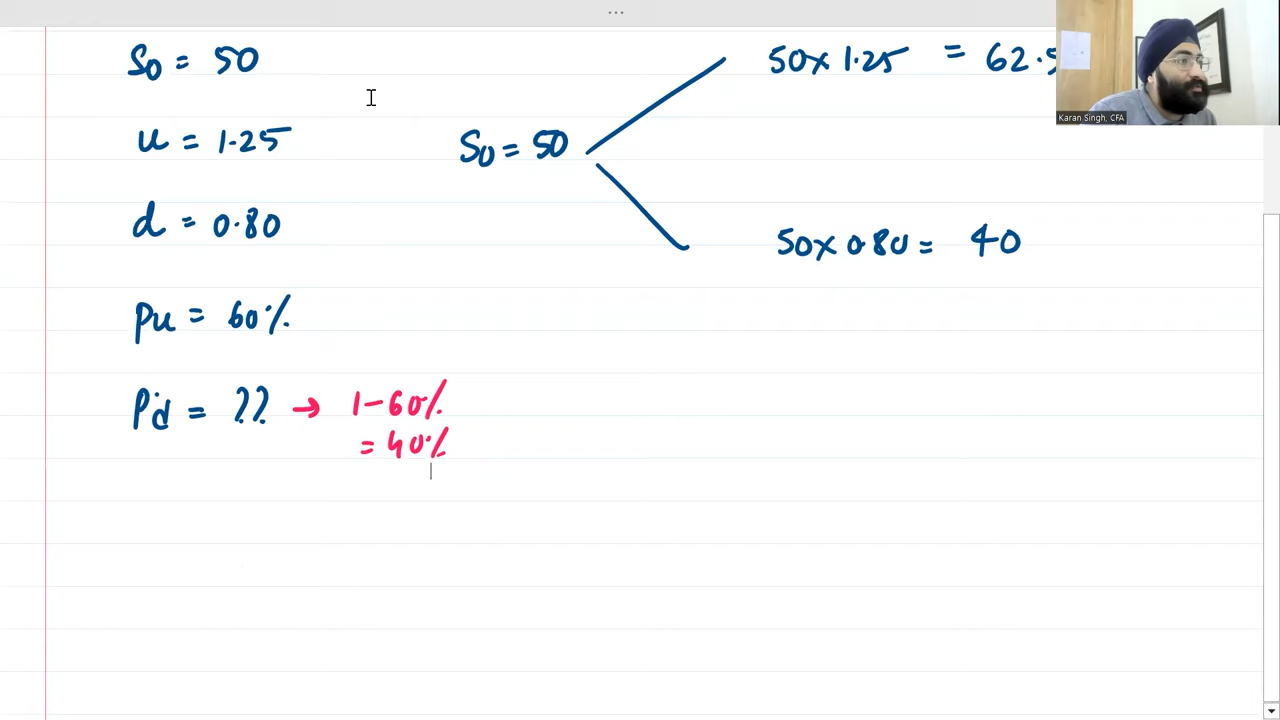 S0 = 50
50x 1.25 = 62.5
u = 1.25
S0 = 50
d = 0.80
50x 0.80 = 40
Pu = 60%
Pd = ?? → 1-60%
= 40%
Karan Singh, CFA